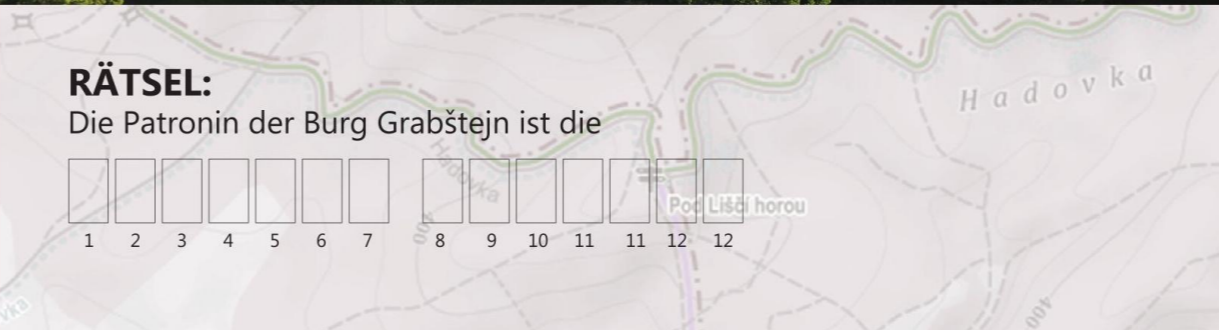 RÄTSEL:
Die Patronin der Burg Grabštejn ist die
Hadovka
Hadovka
Pod Liščí horou
1 2 3 4 5 6 7 8 9 10 11 11 12 12
400
400